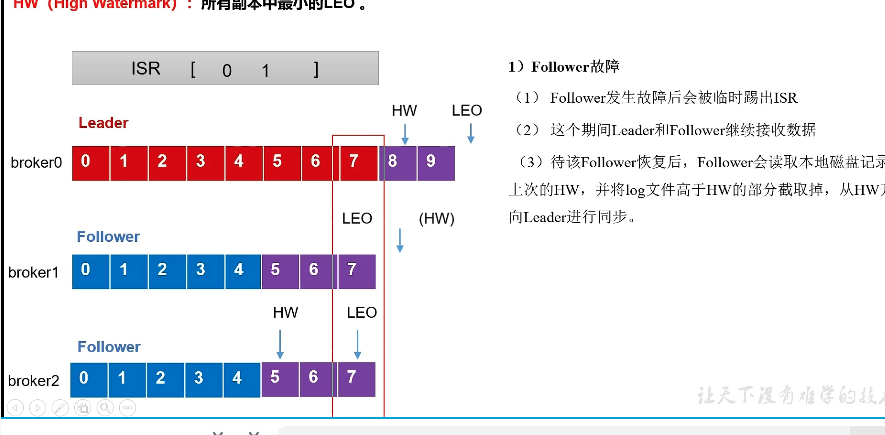 HW（High Watermark）：所有副本中最小的LEO 。
ISR [ 0 1 ]
Leader
HW LEO
broker0 0 1 2 3 4 5 6 7 8 9
LEO (HW)
Follower
broker1 0 1 2 3 4 5 6 7
HW LEO
Follower
broker2 0 1 2 3 4 5 6 7
1）Follower故障
（1） Follower发生故障后会被临时踢出ISR
（2） 这个期间Leader和Follower继续接收数据
（3）待该Follower恢复后，Follower会读取本地磁盘记录
上次的HW，并将log文件高于HW的部分截取掉，从HW
向Leader进行同步。
让天下没有难学的技